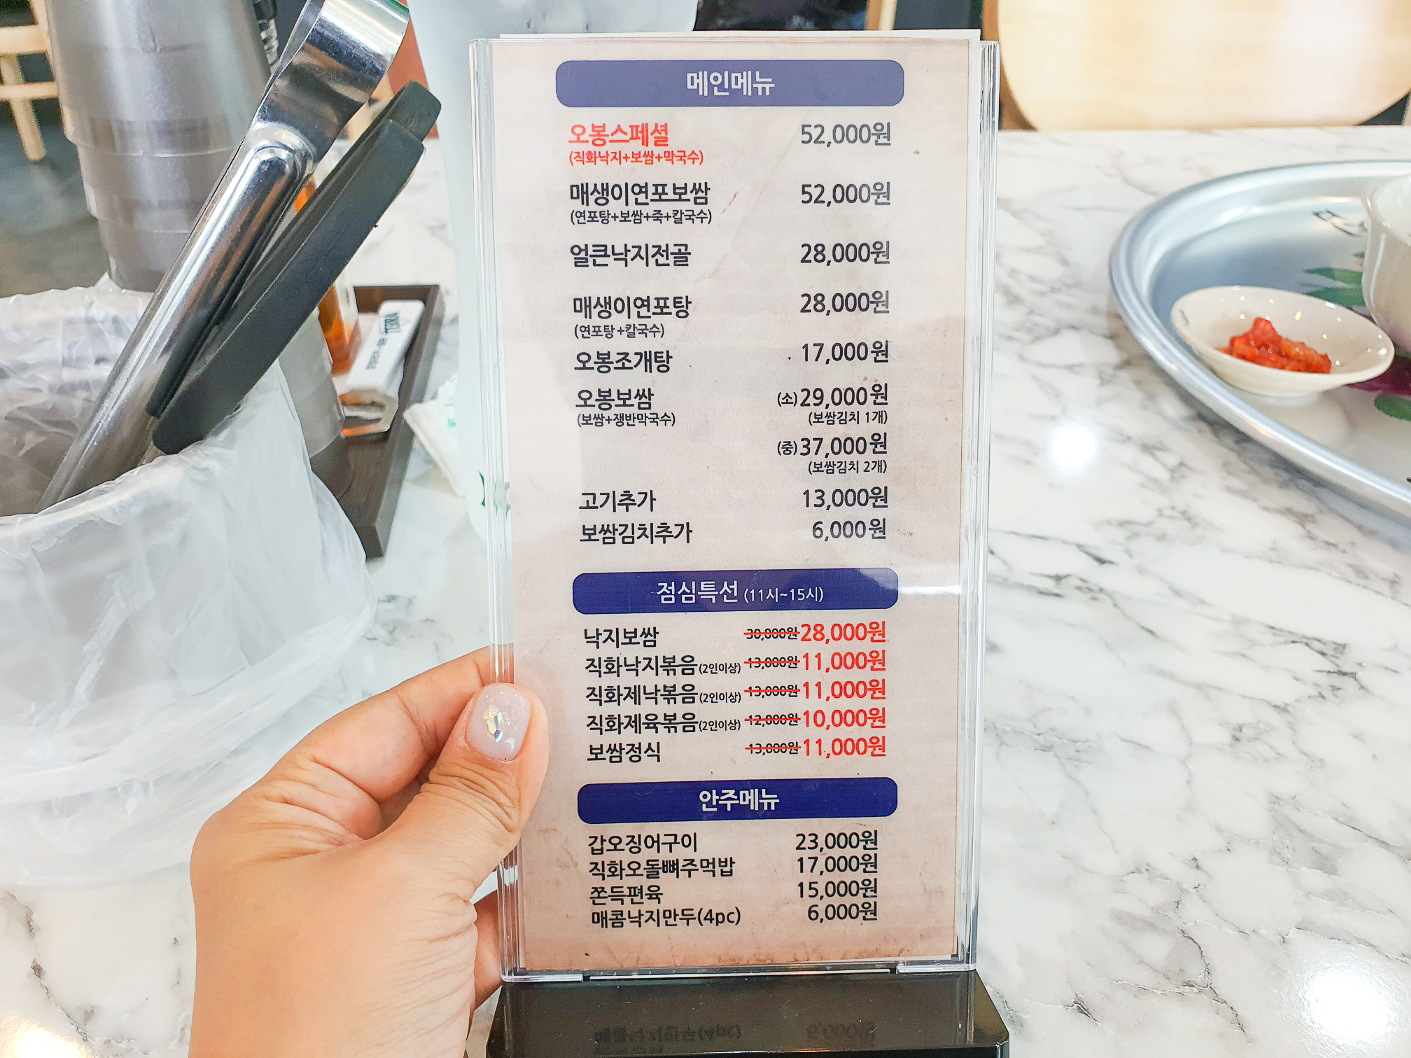 메인메뉴
오봉스페셜 52,000원
(직화낙지+보쌈+막국수)
매생이연포보쌈 52,000원
(연포탕+보쌈+죽+칼국수)
얼큰낙지전골 28,000원
매생이연포탕 28,000원
(연포탕+칼국수)
오봉조개탕 17,000원
오봉보쌈 (소)29,000원
(보쌈+쟁반막국수) (보쌈김치 1개)
(중)37,000원
(보쌈김치 2개)
고기추가 13,000원
보쌈김치추가 6,000원
점심특선 (11시~15시)
낙지보쌈 30,000원 28,000원
직화낙지볶음(2인이상) 13,000원 11,000원
직화제낙볶음(2인이상) 13,000원 11,000원
직화제육볶음(2인이상) 12,000원 10,000원
보쌈정식 13,000원 11,000원
안주메뉴
갑오징어구이 23,000원
직화오돌뼈주먹밥 17,000원
쫀득편육 15,000원
매콤낙지만두(4pc) 6,000원
TERRA